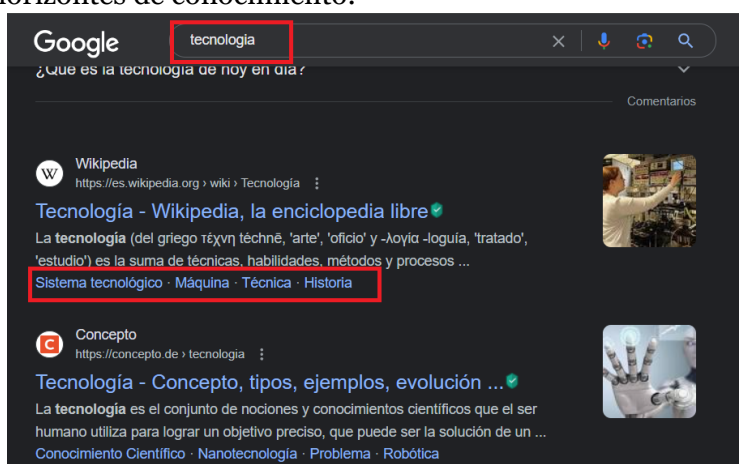 horizontes de conocimiento.
Google
tecnologia
¿Qué es la tecnología de hoy en día?
Comentarios
W
Wikipedia
https://es.wikipedia.org › wiki › Tecnología
Tecnología - Wikipedia, la enciclopedia libre
La tecnología (del griego τέχνη téchnē, 'arte', 'oficio' y -λογία -loguía, 'tratado',
'estudio') es la suma de técnicas, habilidades, métodos y procesos ...
Sistema tecnológico · Máquina · Técnica · Historia
C
Concepto
https://concepto.de › tecnologia
Tecnología - Concepto, tipos, ejemplos, evolución ...
La tecnología es el conjunto de nociones y conocimientos científicos que el ser
humano utiliza para lograr un objetivo preciso, que puede ser la solución de un ...
Conocimiento Científico · Nanotecnología · Problema · Robótica